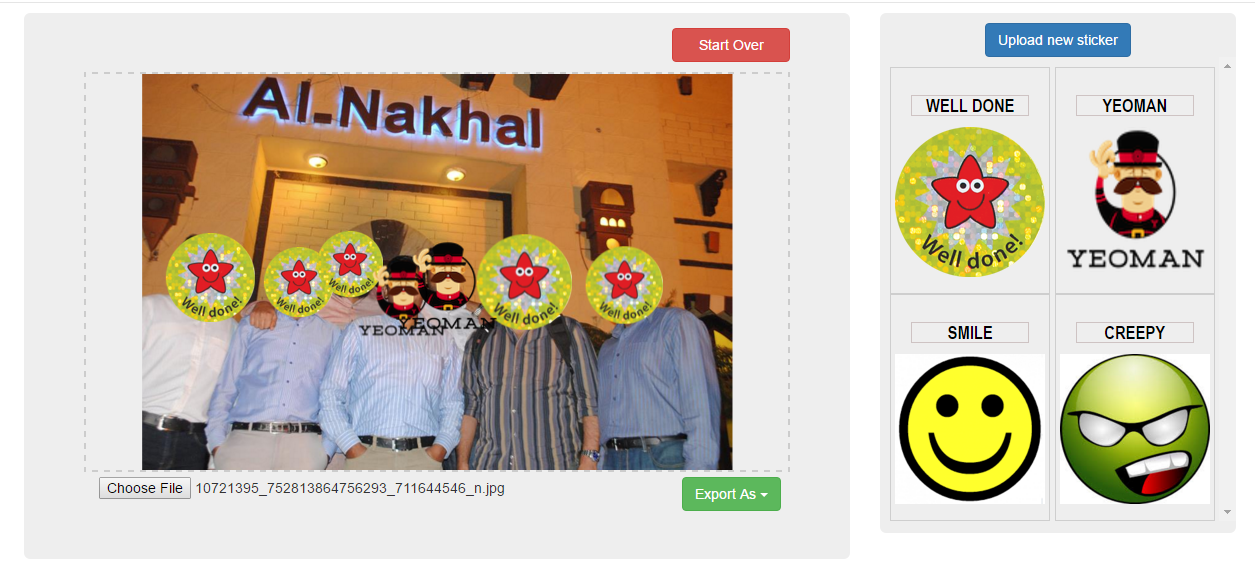 Start Over
Upload new sticker
Al-Nakhal
Well done!
Well done!
Well done!
YEOMAN
YEOMAN
Well done!
Well done!
Choose File 10721395_752813864756293_711644546_n.jpg
Export As
WELL DONE
YEOMAN
Well done!
YEOMAN
SMILE
CREEPY